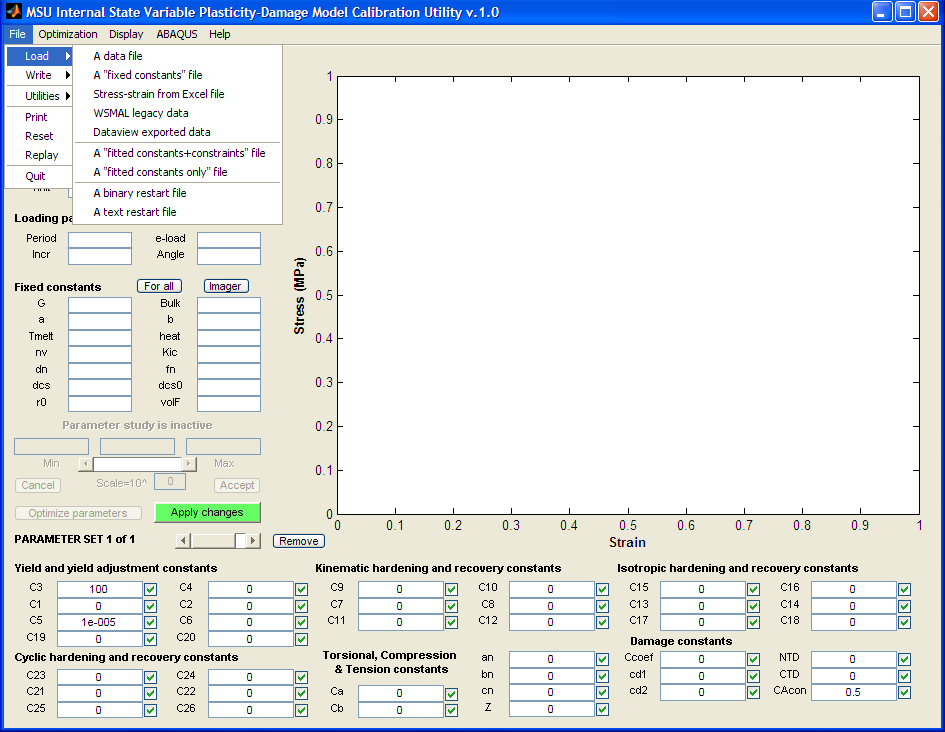 MSU Internal State Variable Plasticity-Damage Model Calibration Utility v.1.0
File Optimization Display ABAQUS Help
Load
Write
Utilities
Print
Reset
Replay
Quit
A data file
A "fixed constants" file
Stress-strain from Excel file
WSMAL legacy data
Dataview exported data
A "fitted constants+constraints" file
A "fitted constants only" file
A binary restart file
A text restart file
Loading pa
Period e-load
Incr Angle
Fixed constants For all Imager
G Bulk
a b
Tmelt heat
nv Kic
dn fn
dcs dcs0
r0 volF
Parameter study is inactive
Min Max
Cancel Scale=10^ 0 Accept
Optimize parameters Apply changes
PARAMETER SET 1 of 1 Remove
1
0.9
0.8
0.7
0.6
0.5
0.4
0.3
0.2
0.1
0
Stress (MPa)
0 0.1 0.2 0.3 0.4 0.5 0.6 0.7 0.8 0.9 1
Strain
Yield and yield adjustment constants
C3 100 C4 0
C1 0 C2 0
C5 1e-005 C6 0
C19 0 C20 0
Kinematic hardening and recovery constants
C9 0 C10 0
C7 0 C8 0
C11 0 C12 0
Isotropic hardening and recovery constants
C15 0 C16 0
C13 0 C14 0
C17 0 C18 0
Cyclic hardening and recovery constants
C23 0 C24 0
C21 0 C22 0
C25 0 C26 0
Torsional, Compression
& Tension constants
Ca 0
Cb 0
an 0
bn 0
cn 0
Z 0
Damage constants
Ccoef 0 NTD 0
cd1 0 CTD 0
cd2 0 CAcon 0.5